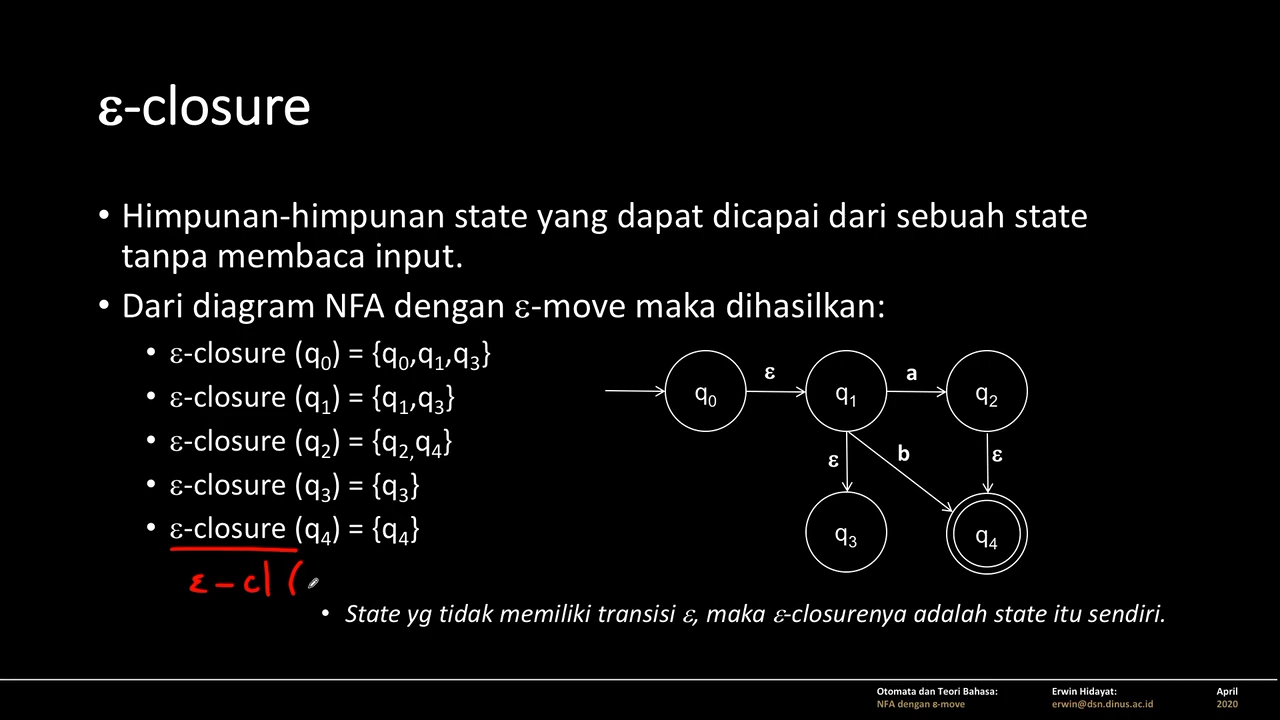 ε-closure
• Himpunan-himpunan state yang dapat dicapai dari sebuah state
tanpa membaca input.
• Dari diagram NFA dengan ε-move maka dihasilkan:
• ε-closure (q₀) = {q₀,q₁,q₃}
• ε-closure (q₁) = {q₁,q₃}
• ε-closure (q₂) = {q₂,q₄}
• ε-closure (q₃) = {q₃}
• ε-closure (q₄) = {q₄}
ε-cl (
q₀ ε q₁ a q₂
ε b ε
q₃ q₄
• State yg tidak memiliki transisi ε, maka ε-closurenya adalah state itu sendiri.
Otomata dan Teori Bahasa: Erwin Hidayat: April
NFA dengan ε-move erwin@dsn.dinus.ac.id 2020